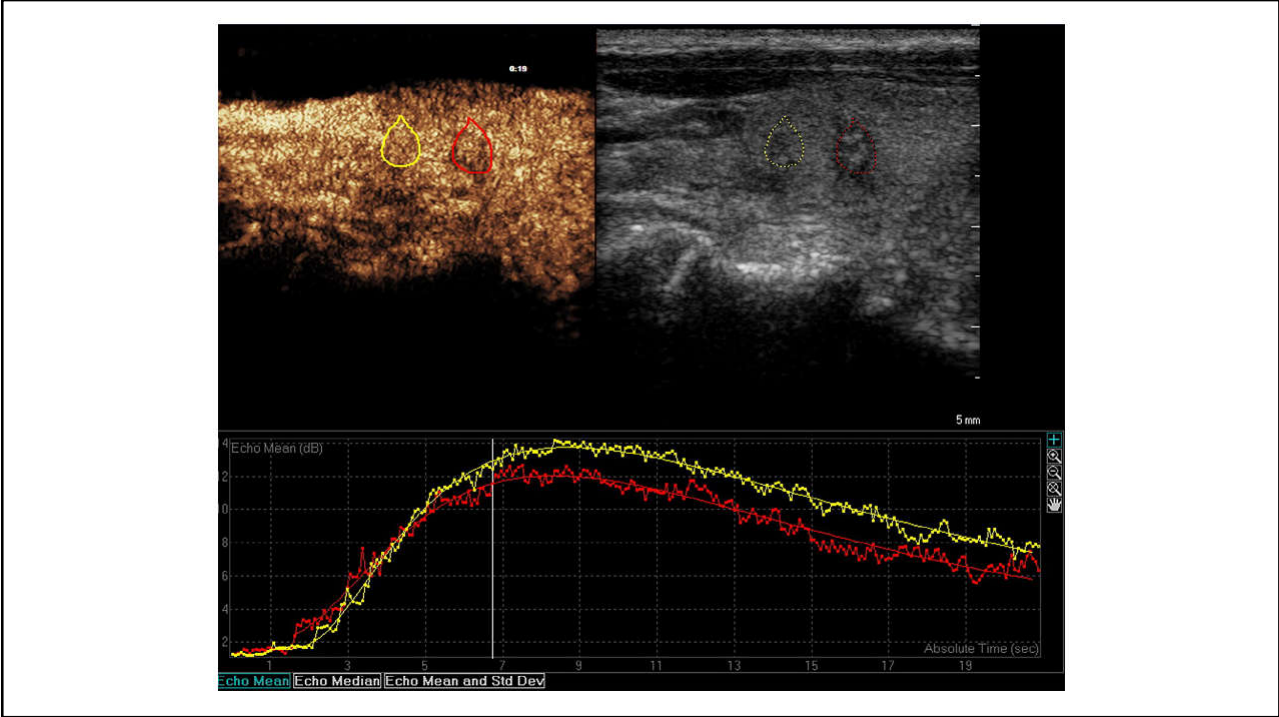 0:19
5 mm
Echo Mean (dB)
14
12
10
8
6
4
2
Absolute Time (sec)
1 3 5 7 9 11 13 15 17 19
Echo Mean Echo Median Echo Mean and Std Dev